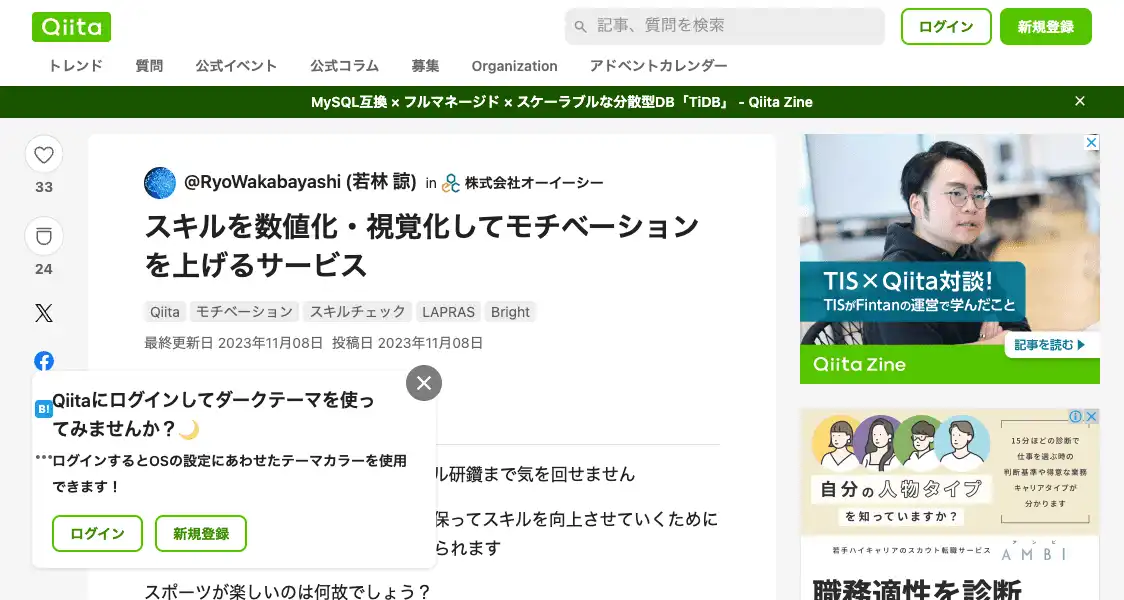 Qiita
記事、質問を検索
ログイン
新規登録
トレンド
質問
公式イベント
公式コラム
募集
Organization
アドベントカレンダー
MySQL互換 × フルマネージド × スケーラブルな分散型DB「TiDB」 - Qiita Zine
33
24
@RyoWakabayashi (若林 諒) in 株式会社オーイーシー
スキルを数値化・視覚化してモチベーション
を上げるサービス
Qiita モチベーション スキルチェック LAPRAS Bright
最終更新日 2023年11月08日 投稿日 2023年11月08日
B!
Qiitaにログインしてダークテーマを使っ
てみませんか？🌙
ログインするとOSの設定にあわせたテーマカラーを使用
できます！
ログイン
新規登録
ル研鑽まで気を回せません
保ってスキルを向上させていくために
られます
スポーツが楽しいのは何故でしょう？
TIS×Qiita対談!
TISがFintanの運営で学んだこと
記事を読む
Qiita Zine
自分の人物タイプ
を知っていますか？
15分ほどの診断で
仕事を選ぶ時の
判断基準や得意な業務
キャリアタイプが
分かります
若手ハイキャリアのスカウト転職サービス
アンビ
AMBI
職務適性を診断